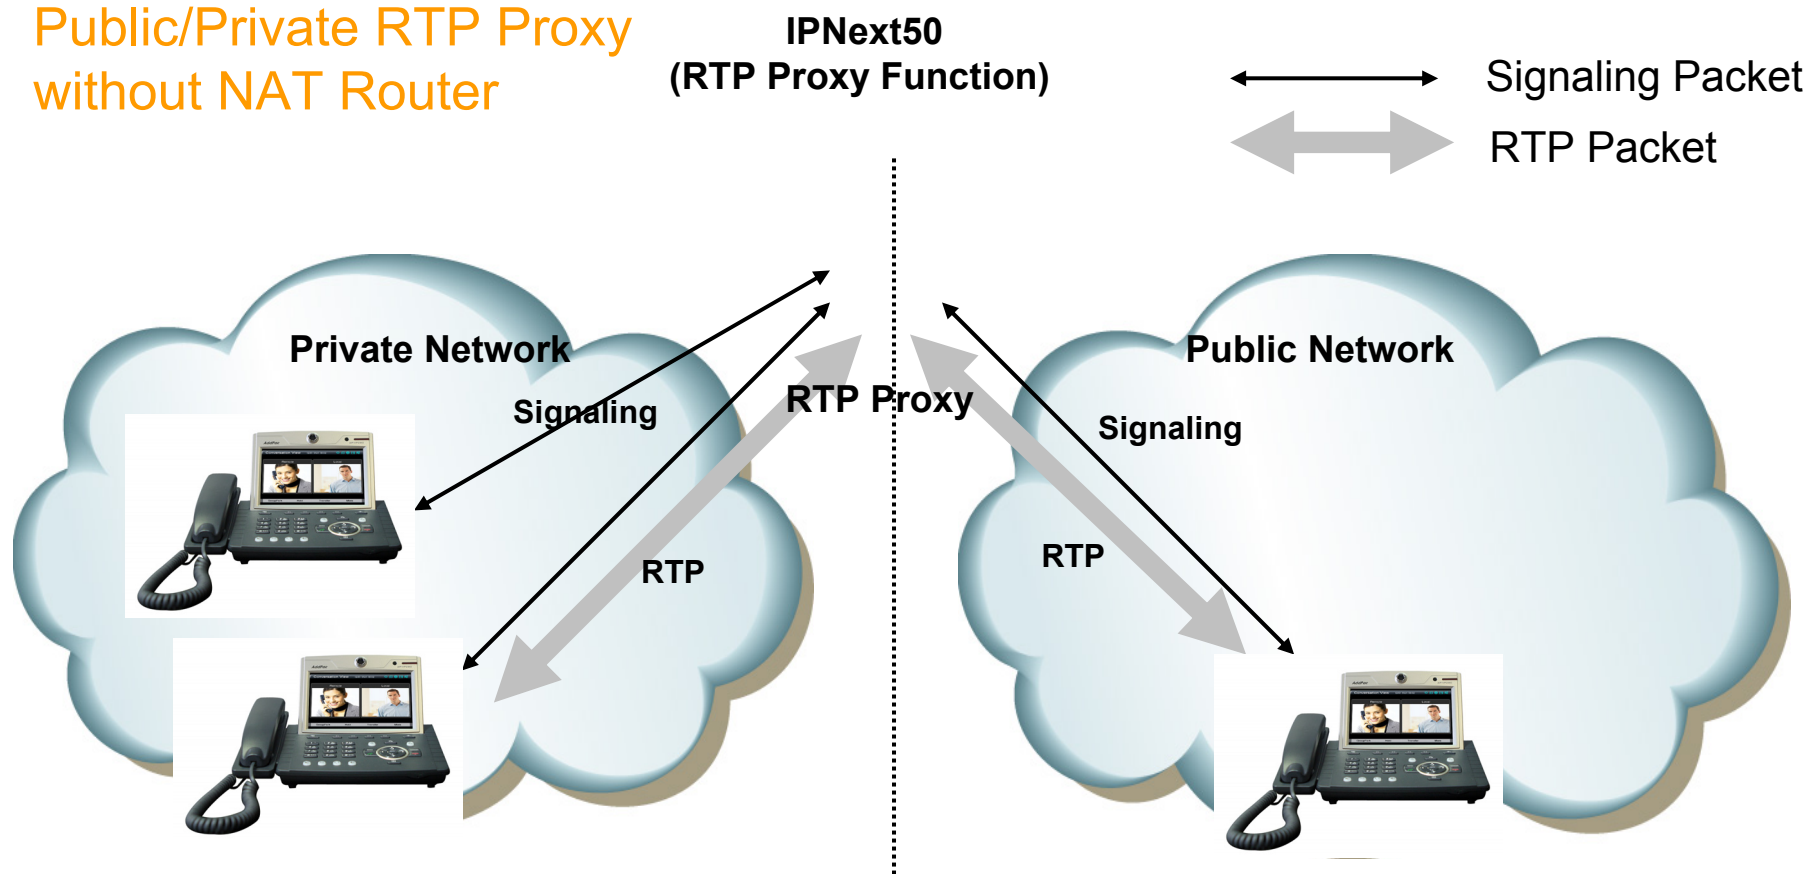 Public/Private RTP Proxy
without NAT Router
IPNext50
(RTP Proxy Function)
Signaling Packet
RTP Packet
Private Network
Public Network
RTP Proxy
Signaling
Signaling
RTP
RTP